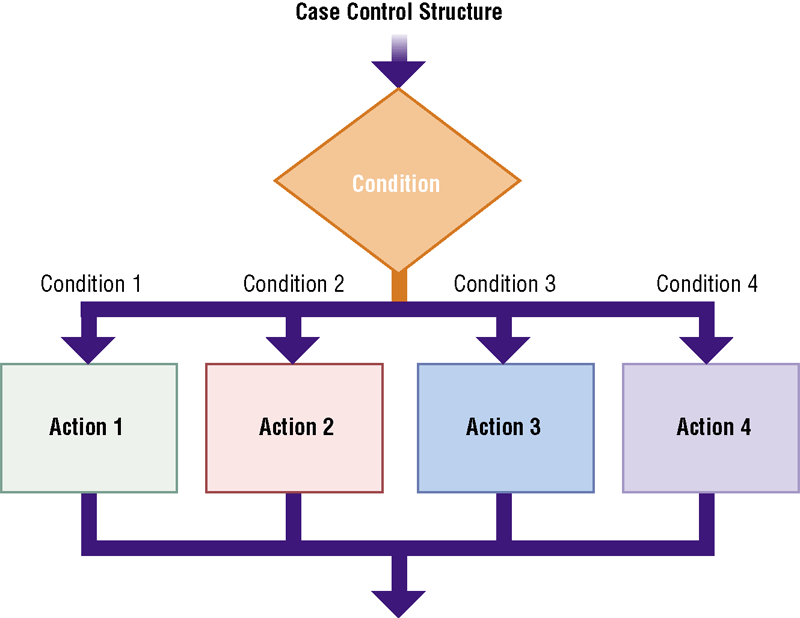 Case Control Structure
Condition
Condition 1
Condition 2
Condition 3
Condition 4
Action 1
Action 2
Action 3
Action 4